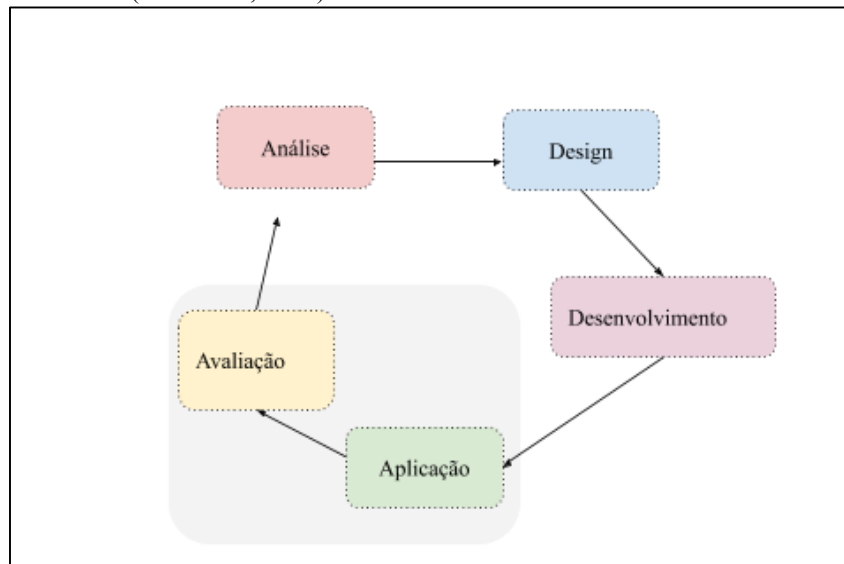 Análise
Design
Desenvolvimento
Avaliação
Aplicação